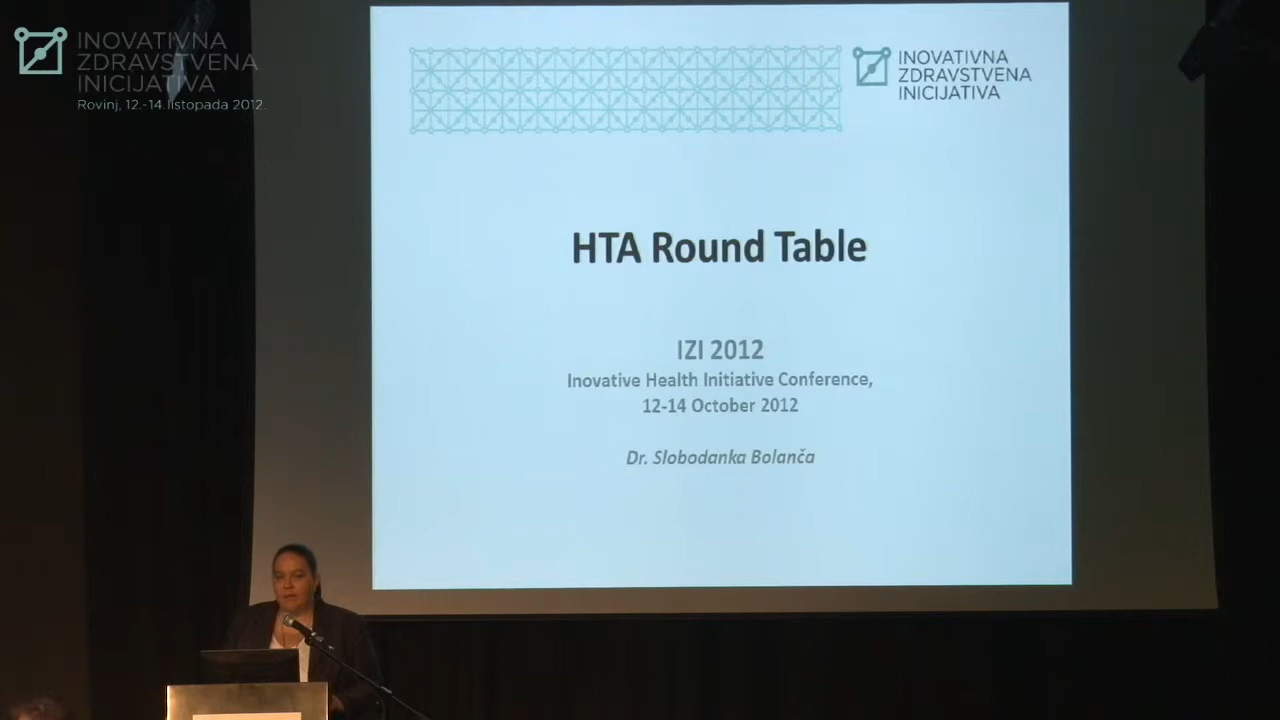 INOVATIVNA
ZDRAVSTVENA
INICIJATIVA
Rovinj, 12.-14. listopada 2012.
INOVATIVNA
ZDRAVSTVENA
INICIJATIVA
HTA Round Table
IZI 2012
Inovative Health Initiative Conference,
12-14 October 2012
Dr. Slobodanka Bolanča